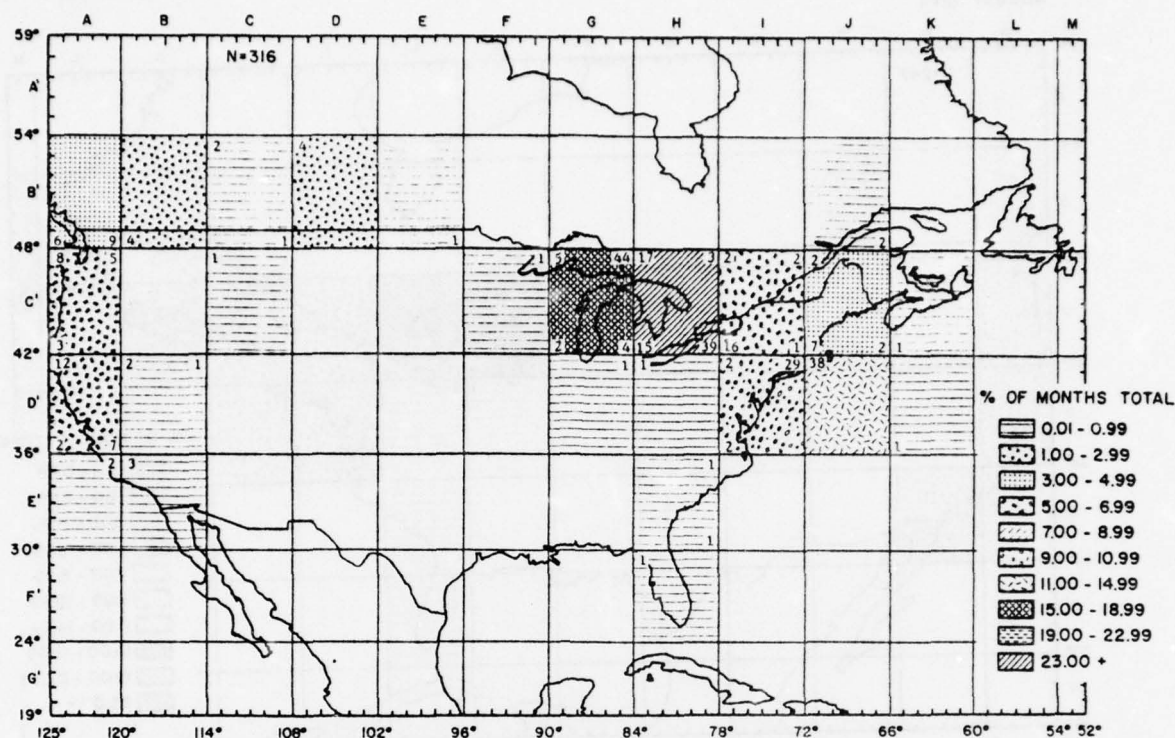 A B C D E F G H I J K L M
59°
N=316
A'
54°
2 4
B'
6 9 4 1 1 2
48°
8 5 1 1 5 44 17 3 2 2
C'
3 2 4 15 39 16 1 7 2 1
42°
12 2 1 1 1 2 29 38
D'
2 7 2 1
36°
2 3 1
E'
1
30°
1
F'
24°
G'
19°
125° 120° 114° 108° 102° 96° 90° 84° 78° 72° 66° 60° 54° 52°
% OF MONTHS TOTAL
0.01 - 0.99
1.00 - 2.99
3.00 - 4.99
5.00 - 6.99
7.00 - 8.99
9.00 - 10.99
11.00 - 14.99
15.00 - 18.99
19.00 - 22.99
23.00 +